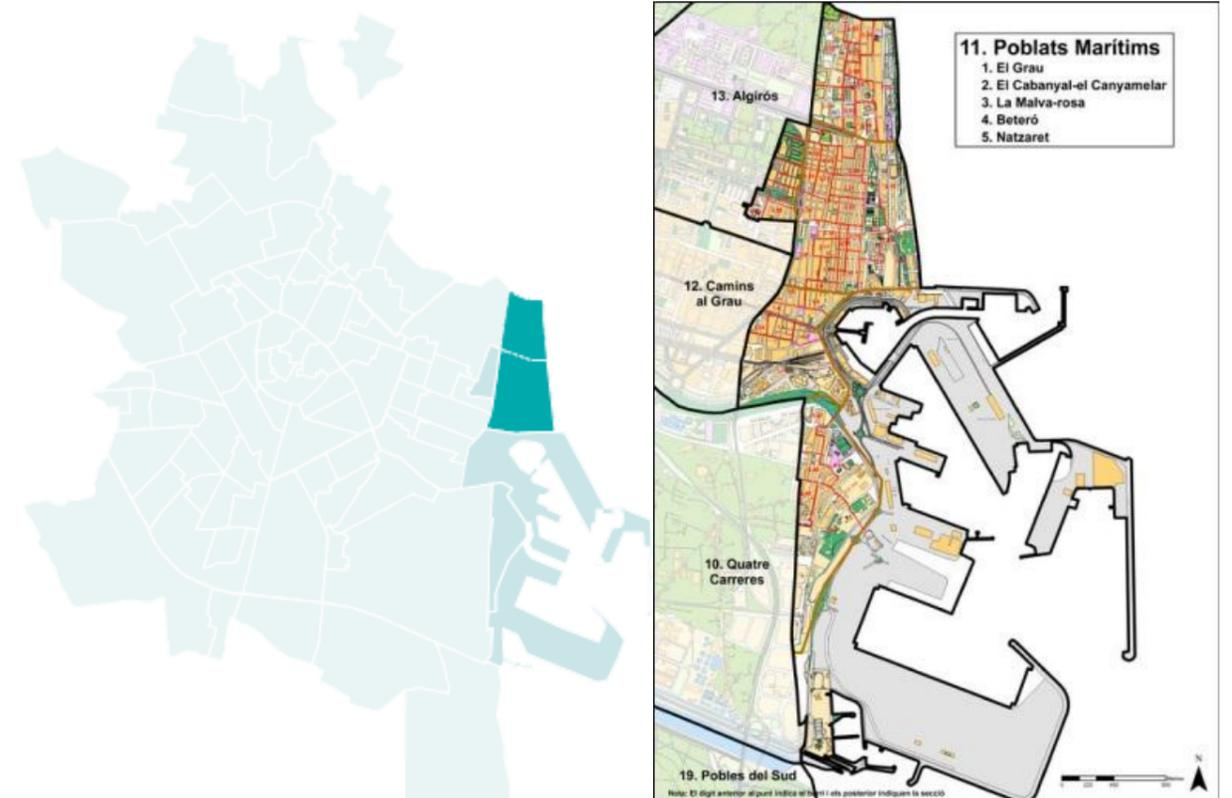 11. Poblats Marítims
1. El Grau
2. El Cabanyal-el Canyamelar
3. La Malva-rosa
4. Beteró
5. Natzaret
13. Algirós
12. Camins
al Grau
10. Quatre
Carreres
19. Pobles del Sud
Nota: El dígit anterior al punt indica el barri i els posterior indiquen la secció
N